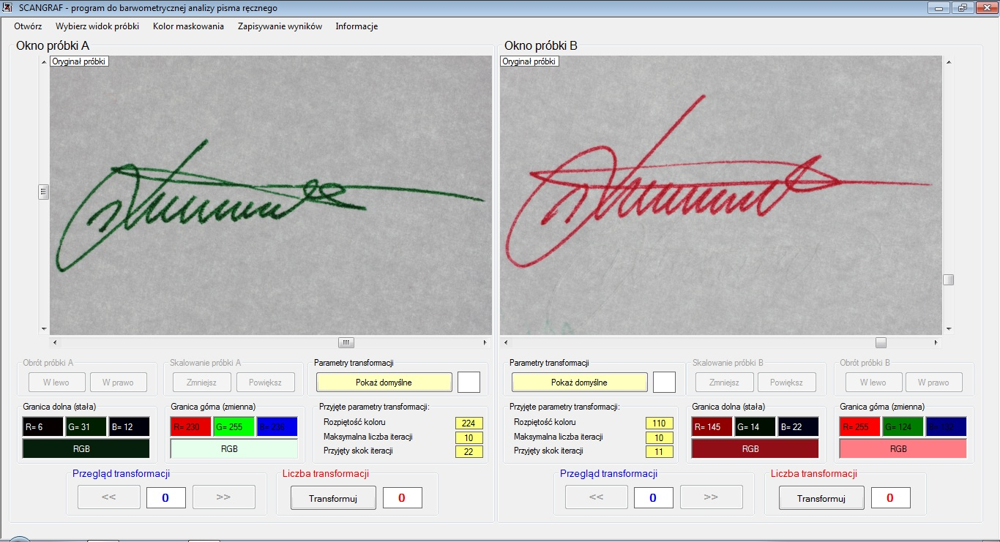 SCANGRAF - program do barwometrycznej analizy pisma ręcznego
Otwórz Wybierz widok próbki Kolor maskowania Zapisywanie wyników Informacje
Okno próbki A
Oryginał próbki
Obrót próbki A
W lewo W prawo
Skalowanie próbki A
Zmniejsz Powiększ
Parametry transformacji
Pokaż domyślne
Granica dolna (stała)
R= 6 G= 31 B= 12
RGB
Granica górna (zmienna)
R= 230 G= 255 B= 236
RGB
Przyjęte parametry transformacji:
Rozpiętość koloru 224
Maksymalna liczba iteracji 10
Przyjęty skok iteracji 22
Przegląd transformacji
<< 0 >>
Liczba transformacji
Transformuj 0
Okno próbki B
Oryginał próbki
Parametry transformacji
Pokaż domyślne
Skalowanie próbki B
Zmniejsz Powiększ
Obrót próbki B
W lewo W prawo
Przyjęte parametry transformacji:
Rozpiętość koloru 110
Maksymalna liczba iteracji 10
Przyjęty skok iteracji 11
Granica dolna (stała)
R= 145 G= 14 B= 22
RGB
Granica górna (zmienna)
R= 255 G= 124 B= 132
RGB
Przegląd transformacji
<< 0 >>
Liczba transformacji
Transformuj 0